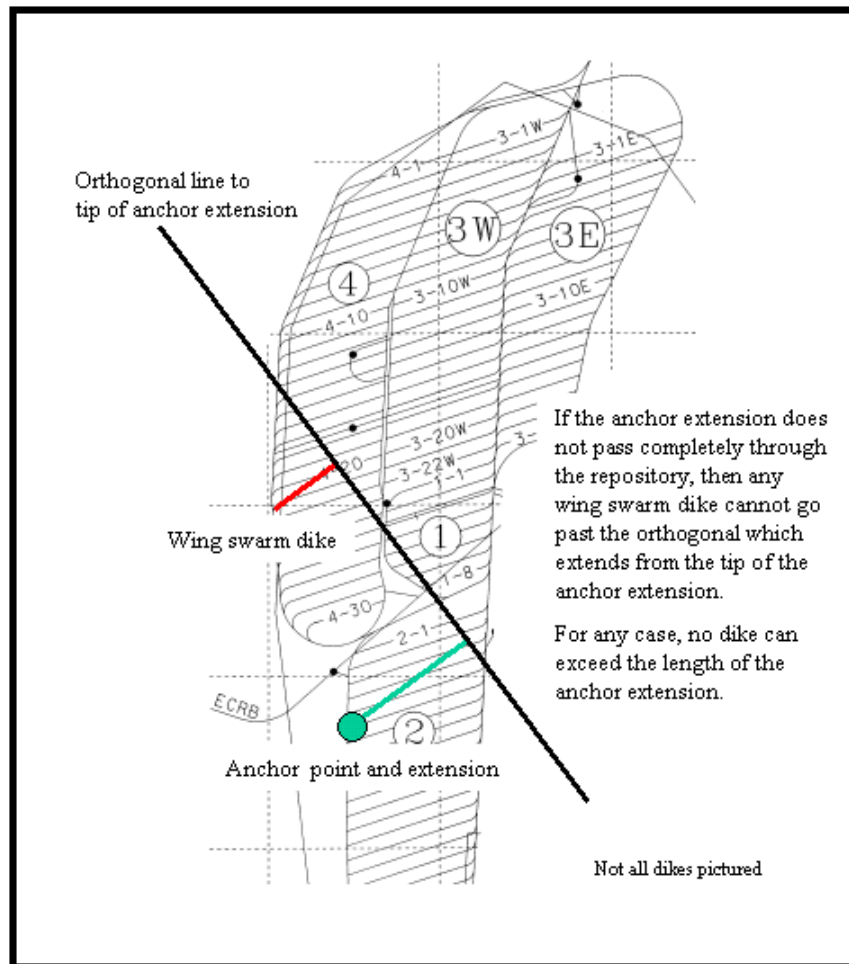 3-1W
4-1
3-1E
Orthogonal line to
tip of anchor extension
3W
3E
4
3-10W
3-10E
4-10
If the anchor extension does
not pass completely through
the repository, then any
wing swarm dike cannot go
past the orthogonal which
extends from the tip of the
anchor extension.
For any case, no dike can
exceed the length of the
anchor extension.
3-20W
3-
20
3-22W
1-1
Wing swarm dike
1
1-8
4-30
2-1
ECRB
2
Anchor point and extension
Not all dikes pictured